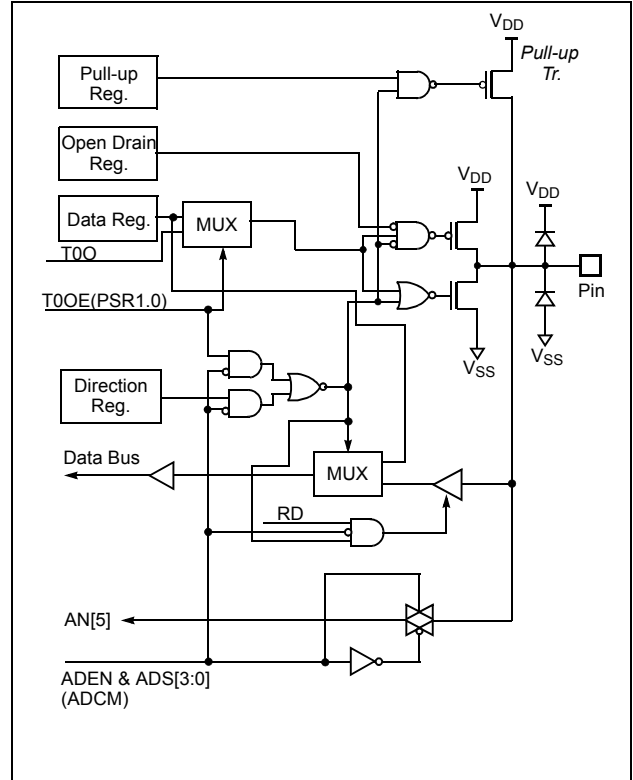 VDD
Pull-up
Tr.
Pull-up
Reg.
Open Drain
Reg.
VDD
VDD
Data Reg.
MUX
T0O
Pin
T0OE(PSR1.0)
VSS
VSS
Direction
Reg.
Data Bus
MUX
RD
AN[5]
ADEN & ADS[3:0]
(ADCM)